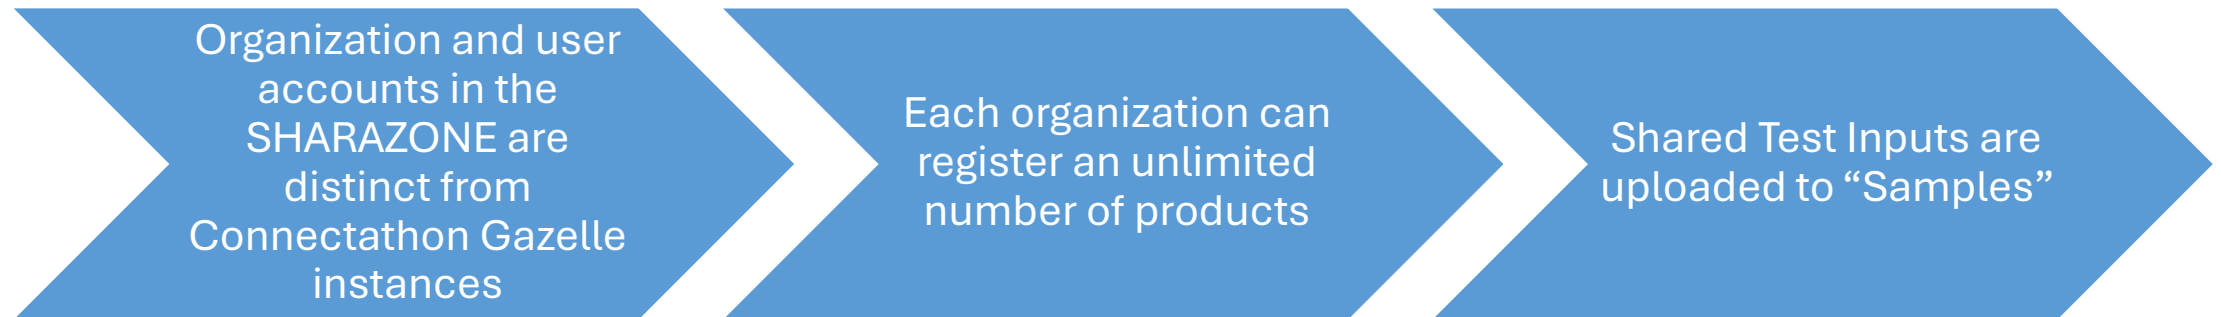 Organization and user
accounts in the
SHARAZONE are
distinct from
Connectathon Gazelle
instances
Each organization can
register an unlimited
number of products
Shared Test Inputs are
uploaded to “Samples”